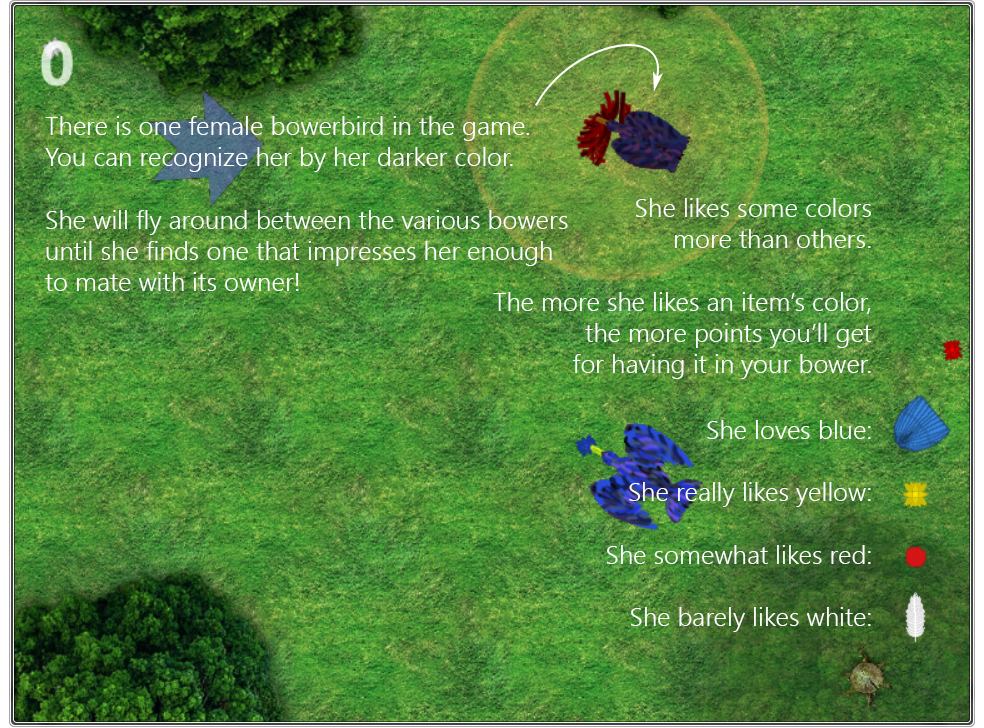 0
There is one female bowerbird in the game.
You can recognize her by her darker color.
She will fly around between the various bowers
until she finds one that impresses her enough
to mate with its owner!
She likes some colors
more than others.
The more she likes an item's color,
the more points you'll get
for having it in your bower.
She loves blue:
She really likes yellow:
She somewhat likes red:
She barely likes white: